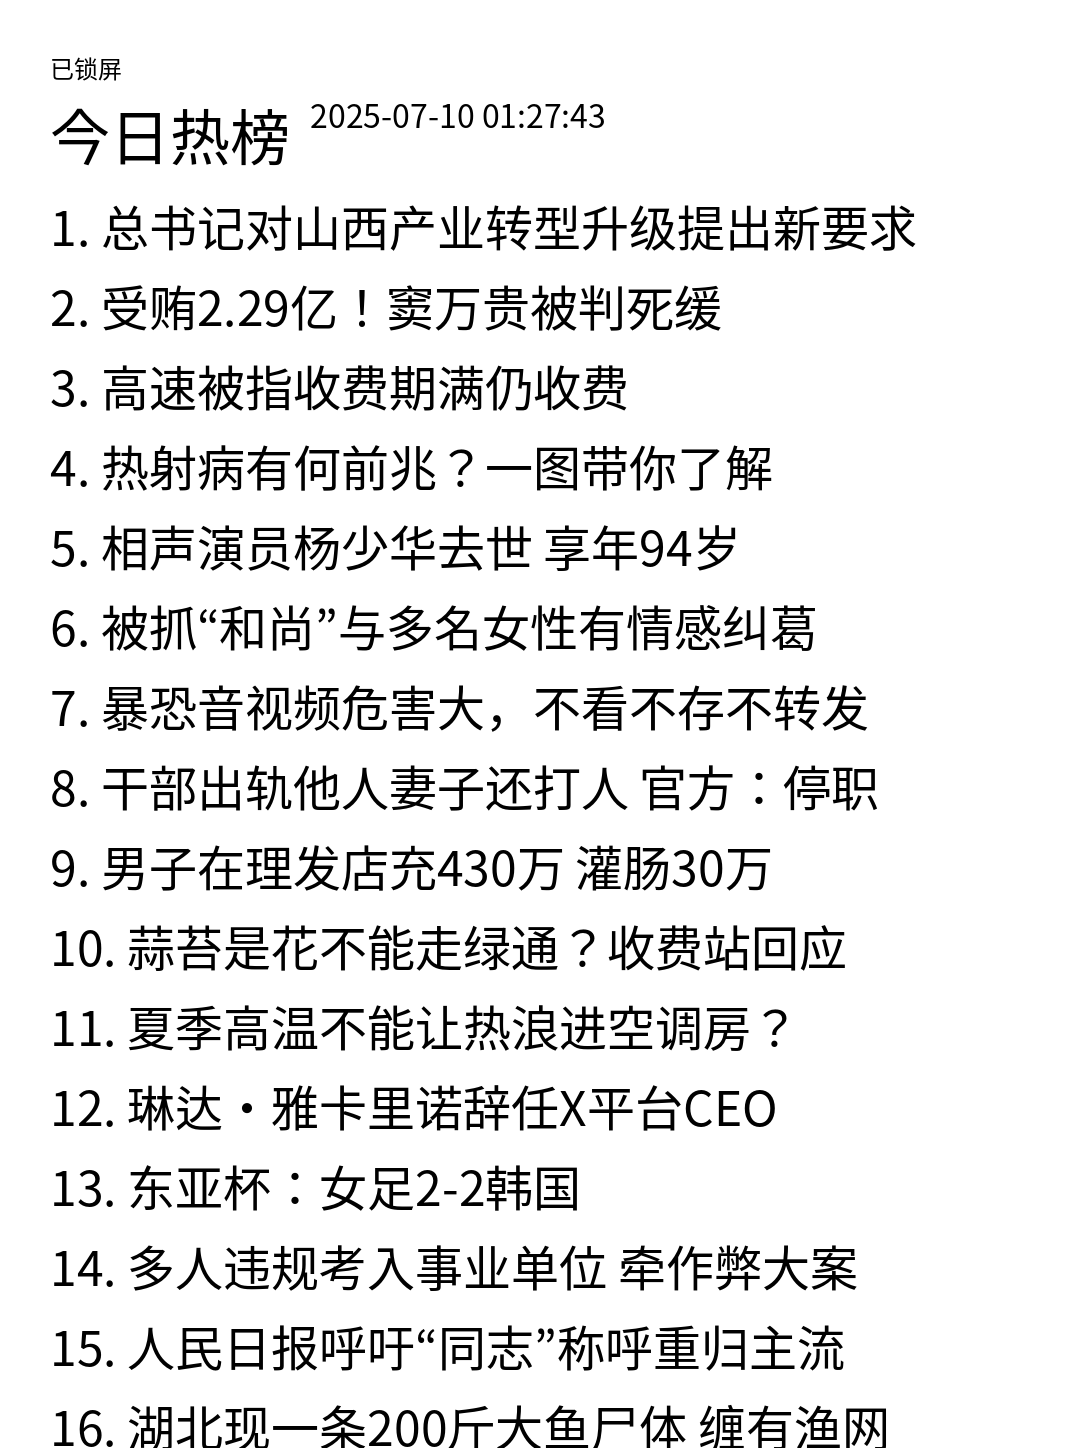 已锁屏
今日热榜 2025-07-10 01:27:43
1. 总书记对山西产业转型升级提出新要求
2. 受贿2.29亿！窦万贵被判死缓
3. 高速被指收费期满仍收费
4. 热射病有何前兆？一图带你了解
5. 相声演员杨少华去世 享年94岁
6. 被抓“和尚”与多名女性有情感纠葛
7. 暴恐音视频危害大，不看不存不转发
8. 干部出轨他人妻子还打人 官方：停职
9. 男子在理发店充430万 灌肠30万
10. 蒜苔是花不能走绿通？收费站回应
11. 夏季高温不能让热浪进空调房？
12. 琳达·雅卡里诺辞任X平台CEO
13. 东亚杯：女足2-2韩国
14. 多人违规考入事业单位 牵作弊大案
15. 人民日报呼吁“同志”称呼重归主流
16. 湖北现一条200斤大鱼尸体 缠有渔网